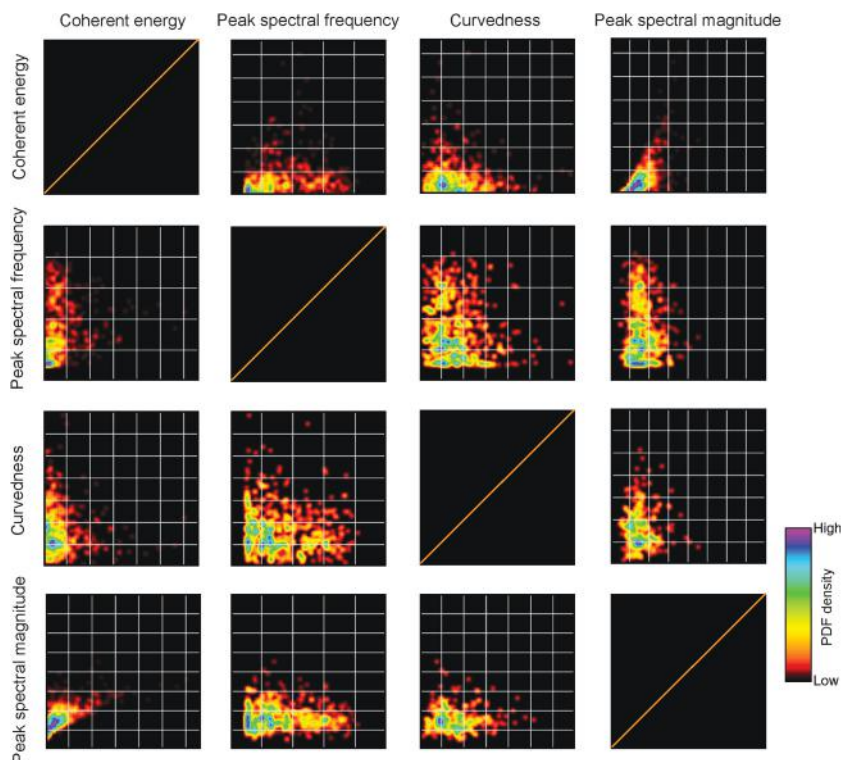 Coherent energy
Peak spectral frequency
Curvedness
Peak spectral magnitude
Coherent energy
Peak spectral frequency
Curvedness
Peak spectral magnitude
High
PDF density
Low